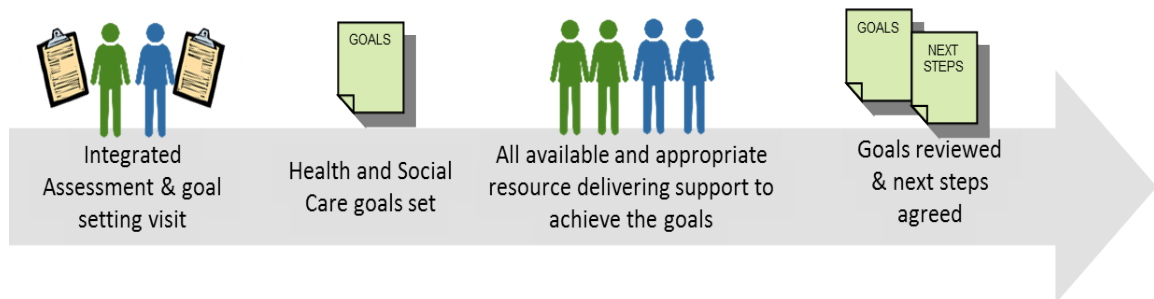 GOALS
GOALS
NEXT
STEPS
Integrated
Assessment & goal
setting visit
Health and Social
Care goals set
All available and appropriate
resource delivering support to
achieve the goals
Goals reviewed
& next steps
agreed